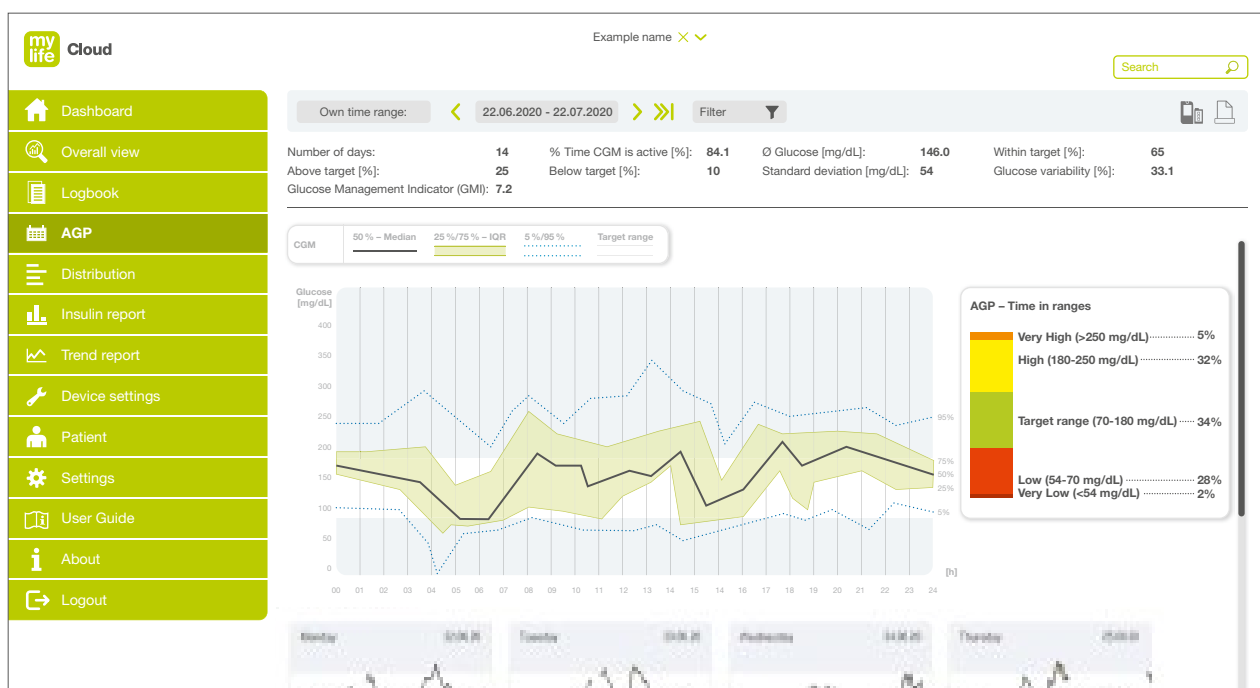 my life Cloud
Example name
Search
Dashboard
Overall view
Logbook
AGP
Distribution
Insulin report
Trend report
Device settings
Patient
Settings
User Guide
About
Logout
Own time range: 22.06.2020 - 22.07.2020 Filter
Number of days: 14 % Time CGM is active [%]: 84.1 Ø Glucose [mg/dL]: 146.0 Within target [%]: 65
Above target [%]: 25 Below target [%]: 10 Standard deviation [mg/dL]: 54 Glucose variability [%]: 33.1
Glucose Management Indicator (GMI): 7.2
CGM 50 % – Median 25 %/75 % – IQR 5 %/95 % Target range
Glucose
[mg/dL]
400
350
300
250
200
150
100
50
0
95%
75%
50%
25%
5%
[h]
00 01 02 03 04 05 06 07 08 09 10 11 12 13 14 15 14 15 16 17 18 19 20 21 22 24
AGP – Time in ranges
Very High (>250 mg/dL) 5%
High (180-250 mg/dL) 32%
Target range (70-180 mg/dL) 34%
Low (54-70 mg/dL) 28%
Very Low (<54 mg/dL) 2%
Monday
Tuesday
Wednesday
Thursday